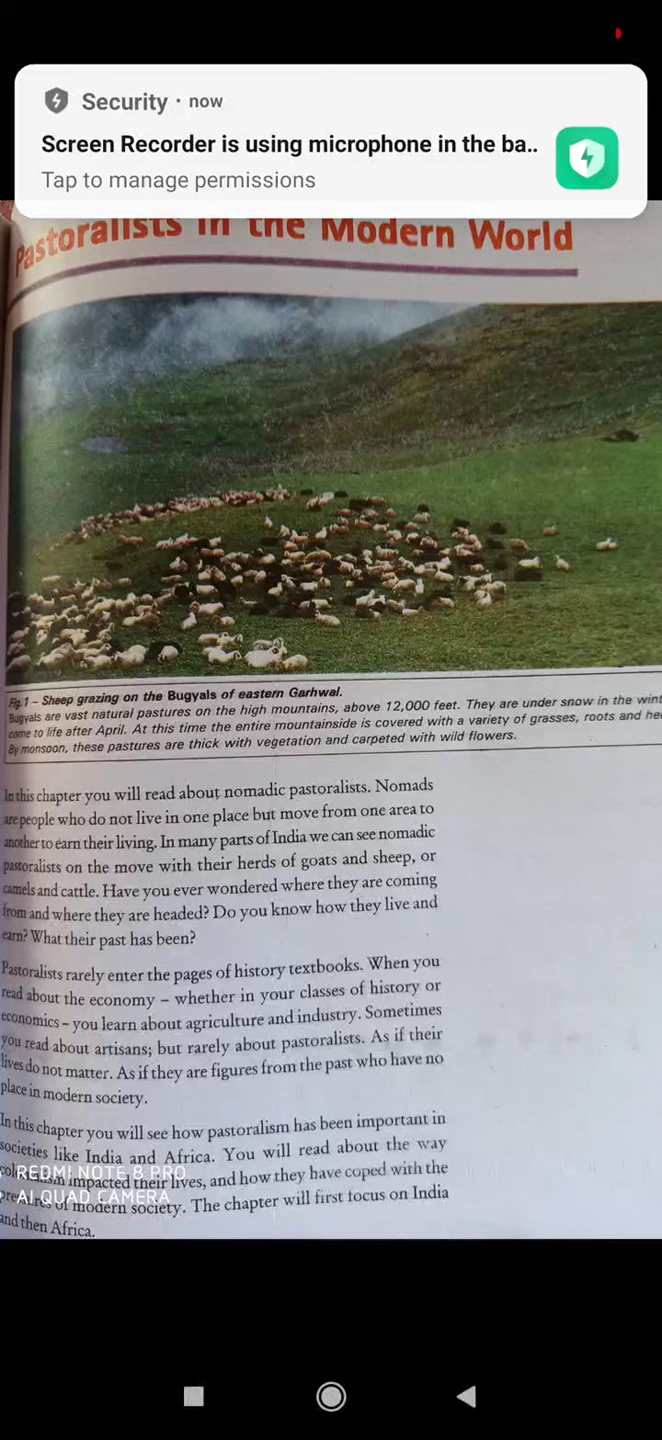 Security · now
Screen Recorder is using microphone in the ba..
Tap to manage permissions
Pastoralists in the Modern World
Fig.1 – Sheep grazing on the Bugyals of eastern Garhwal.
Bugyals are vast natural pastures on the high mountains, above 12,000 feet. They are under snow in the wint
come to life after April. At this time the entire mountainside is covered with a variety of grasses, roots and he
By monsoon, these pastures are thick with vegetation and carpeted with wild flowers.
In this chapter you will read about nomadic pastoralists. Nomads
are people who do not live in one place but move from one area to
another to earn their living. In many parts of India we can see nomadic
pastoralists on the move with their herds of goats and sheep, or
camels and cattle. Have you ever wondered where they are coming
from and where they are headed? Do you know how they live and
earn? What their past has been?
Pastoralists rarely enter the pages of history textbooks. When you
read about the economy – whether in your classes of history or
economics – you learn about agriculture and industry. Sometimes
you read about artisans; but rarely about pastoralists. As if their
lives do not matter. As if they are figures from the past who have no
place in modern society.
In this chapter you will see how pastoralism has been important in
societies like India and Africa. You will read about the way
impacted their lives, and how they have coped with the
of modern society. The chapter will first focus on India
and then Africa.
REDMI NOTE 8 PRO
AI QUAD CAMERA